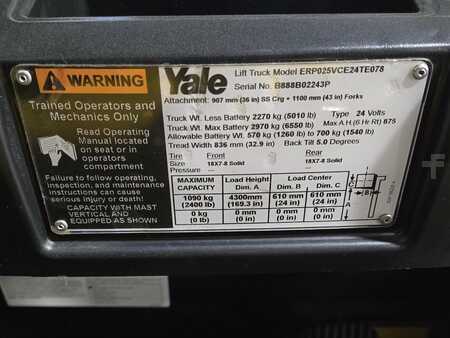 WARNING
Trained Operators and
Mechanics Only
Read Operating
Manual located
on seat or in
operators
compartment
Failure to follow operating,
inspection, and maintenance
instructions can cause
serious injury or death!
CAPACITY WITH MAST
VERTICAL AND
EQUIPPED AS SHOWN
Yale
Lift Truck Model ERP025VCE24TE078
Serial No. B888B02243P
Attachment: 907 mm (36 in) SS Crg + 1100 mm (43 in) Forks
Truck Wt. Less Battery 2270 kg (5010 lb) Type 24 Volts
Truck Wt. Max Battery 2970 kg (6550 lb) Max A.H.(6 Hr Rt) 875
Allowable Battery Wt. 570 kg (1260 lb) to 700 kg (1540 lb)
Tread Width 836 mm (32.9 in) Back Tilt 5.0 Degrees
Tire Front Rear
Size 18X7-8 Solid 18X7-8 Solid
Pressure --
MAXIMUM CAPACITY Load Height Dim. A Load Center Dim. B Dim. C
1090 kg (2400 lb) 4300mm (169.3 in) 610 mm (24 in) 610 mm (24 in)
0 kg (0 lb) 0 mm (0 in) 0 mm (0 in) 0 mm (0 in)
C
B
A